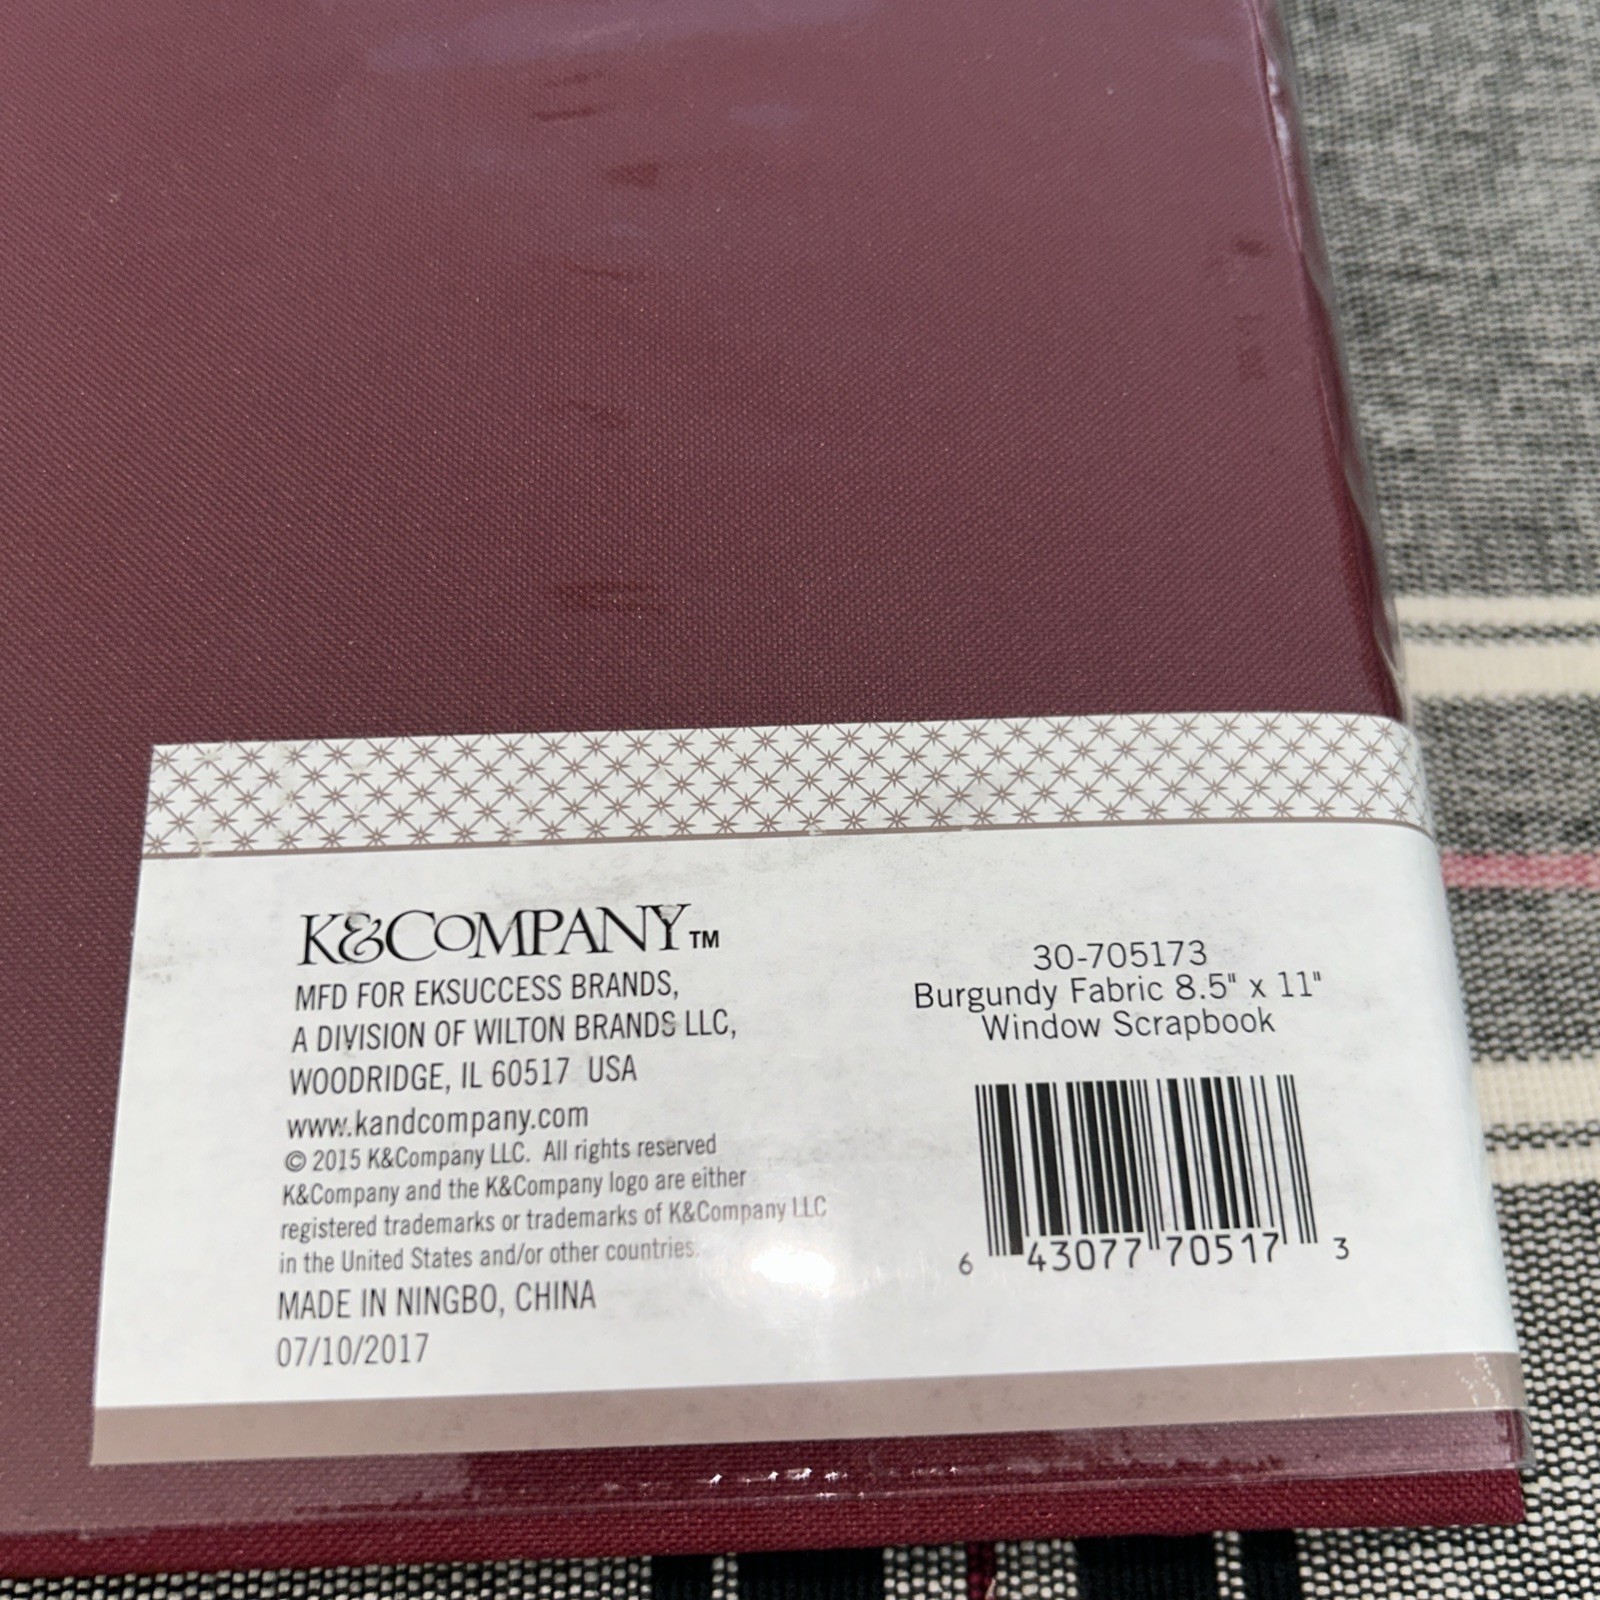 K&COMPANY™
MFD FOR EKSUCCESS BRANDS,
A DIVISION OF WILTON BRANDS LLC,
WOODRIDGE, IL 60517 USA
www.kandcompany.com
© 2015 K&Company LLC. All rights reserved
K&Company and the K&Company logo are either
registered trademarks or trademarks of K&Company LLC
in the United States and/or other countries.
MADE IN NINGBO, CHINA
07/10/2017
30-705173
Burgundy Fabric 8.5" x 11"
Window Scrapbook
6 43077 70517 3